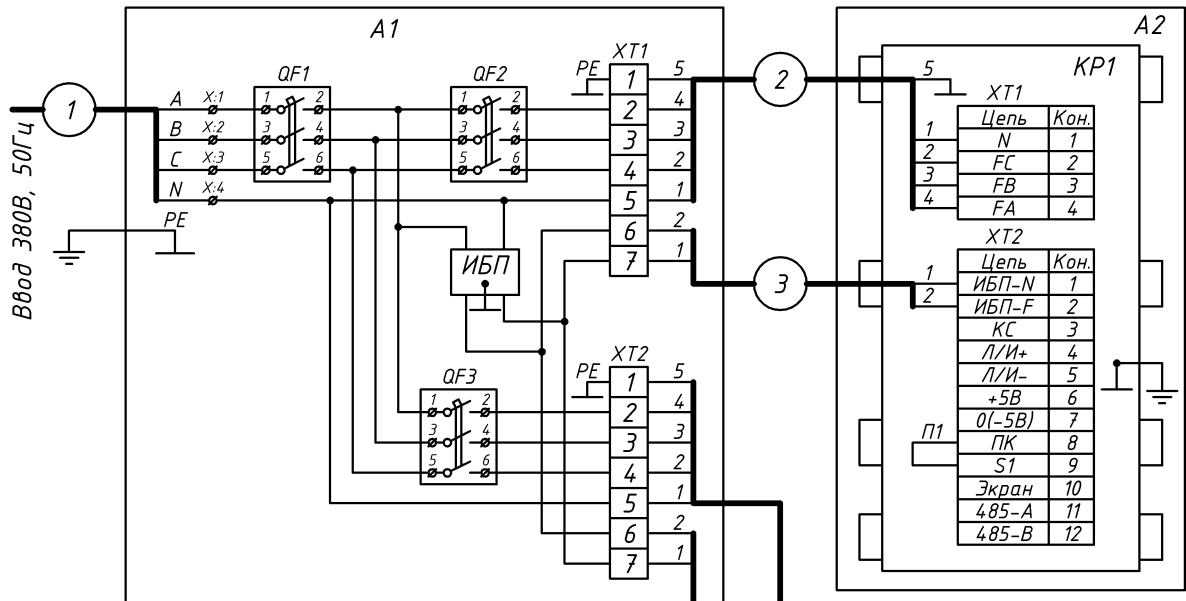 А1
А2
1
Ввод 380В, 50Гц
A X:1
B X:2
C X:3
N X:4
PE
QF1
1 2
3 4
5 6
QF2
1 2
3 4
5 6
XT1
PE 1 5
2 4
3 3
4 2
5 1
6 2
7 1
ИБП
QF3
1 2
3 4
5 6
XT2
PE 1 5
2 4
3 3
4 2
5 1
6 2
7 1
2
3
КР1
5
XT1
Цепь Кон.
1 N 1
2 FC 2
3 FB 3
4 FA 4
XT2
Цепь Кон.
1 ИБП-N 1
2 ИБП-F 2
КС 3
Л/И+ 4
Л/И- 5
+5В 6
0(-5В) 7
П1 ПК 8
S1 9
Экран 10
485-А 11
485-В 12